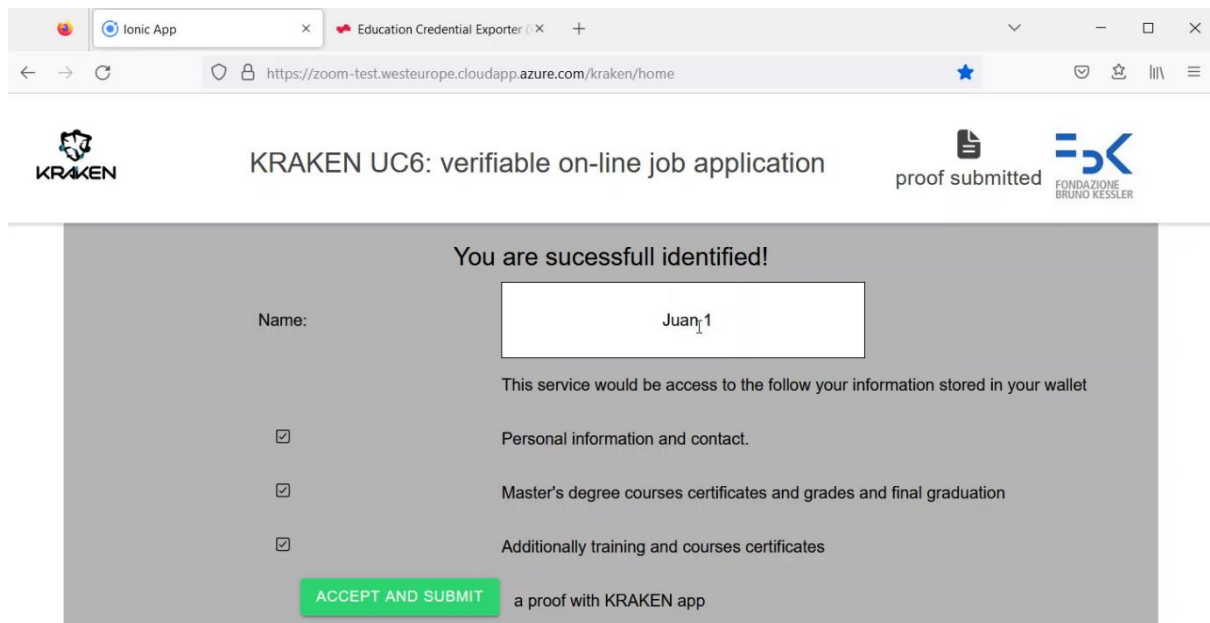 Ionic App
Education Credential Exporter (
https://zoom-test.westeurope.cloudapp.azure.com/kraken/home
KRAKEN
KRAKEN UC6: verifiable on-line job application
proof submitted
FONDAZIONE
BRUNO KESSLER
You are sucessfull identified!
Name:
Juan 1
This service would be access to the follow your information stored in your wallet
Personal information and contact.
Master's degree courses certificates and grades and final graduation
Additionally training and courses certificates
ACCEPT AND SUBMIT a proof with KRAKEN app